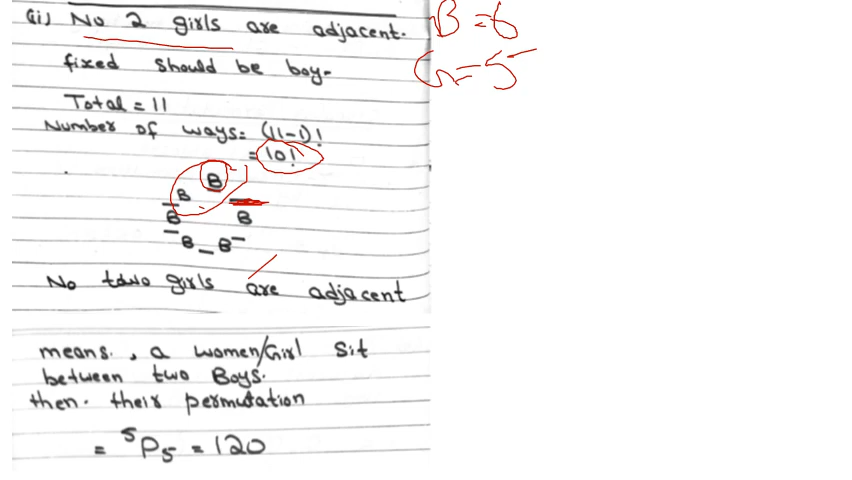 (ii) No 2 girls are adjacent.
fixed should be boy.
Total = 11
Number of ways = (11-1)!
= 10!
B
B
B
B
B
B
No two girls are adjacent
means, a women/Girl sit
between two Boys.
then. their permutation
= ⁵P₅ = 120
B = 6
G = 5